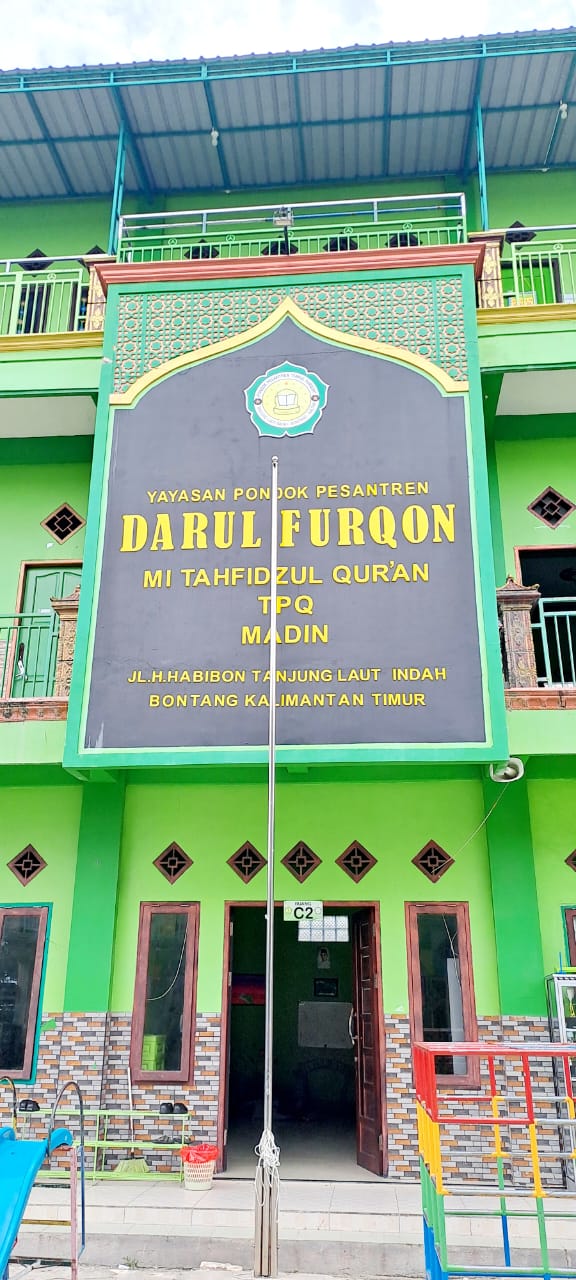 YAYASAN PONDOK PESANTREN
DARUL FURQON
MI TAHFIDZUL QUR'AN
TPQ
MADIN
JL.H.HABIBON TANJUNG LAUT INDAH
BONTANG KALIMANTAN TIMUR
RUANG
C2